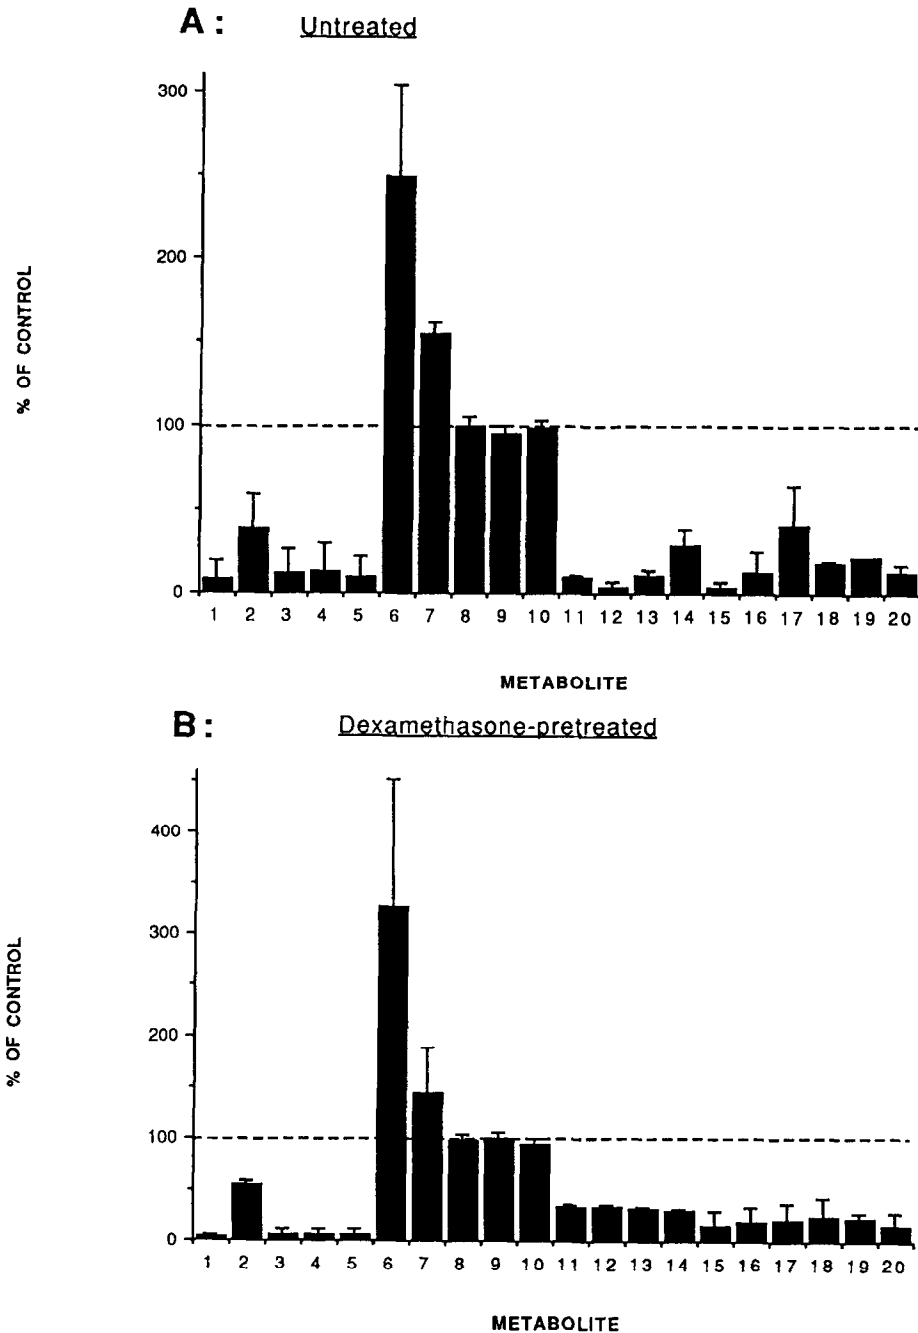 A: Untreated
300
200
100
0
% OF CONTROL
1 2 3 4 5 6 7 8 9 10 11 12 13 14 15 16 17 18 19 20
METABOLITE
B: Dexamethasone-pretreated
400
300
200
100
0
% OF CONTROL
1 2 3 4 5 6 7 8 9 10 11 12 13 14 15 16 17 18 19 20
METABOLITE